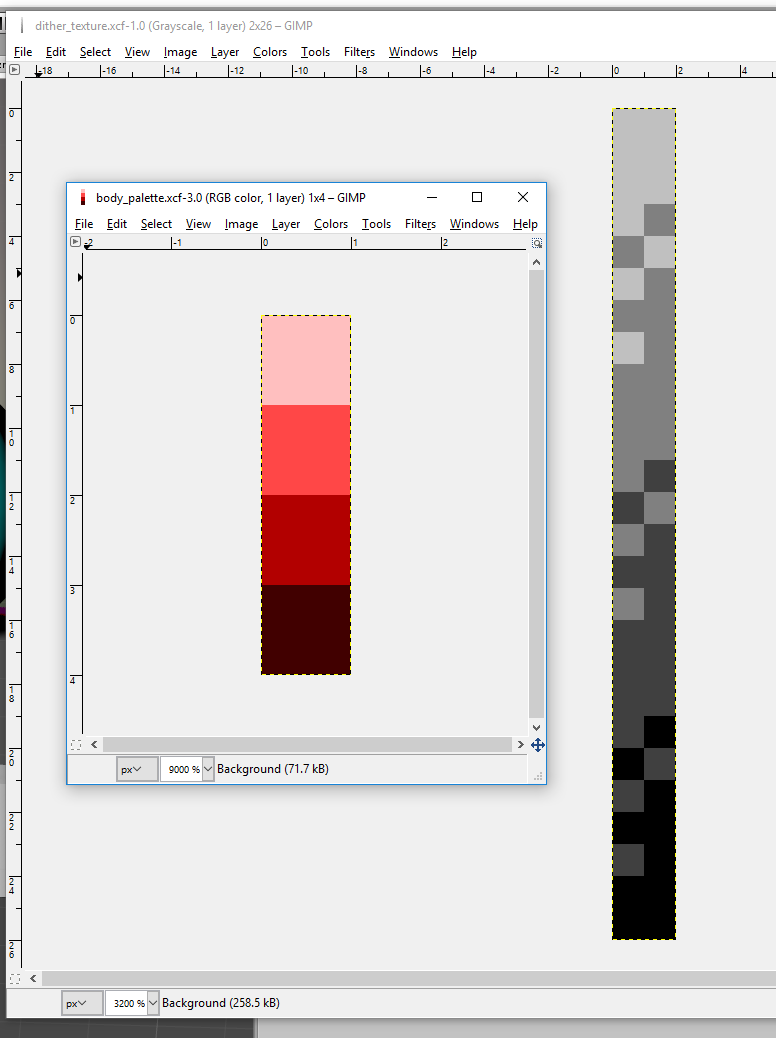 dither_texture.xcf-1.0 (Grayscale, 1 layer) 2x26 – GIMP
File Edit Select View Image Layer Colors Tools Filters Windows Help
-18 -16 -14 -12 -10 -8 -6 -4 -2 0 2 4
0
2
4
6
8
10
12
14
16
18
20
22
24
26
body_palette.xcf-3.0 (RGB color, 1 layer) 1x4 – GIMP
File Edit Select View Image Layer Colors Tools Filters Windows Help
-2 -1 0 1 2
0
1
2
3
4
px 9000 % Background (71.7 kB)
px 3200 % Background (258.5 kB)